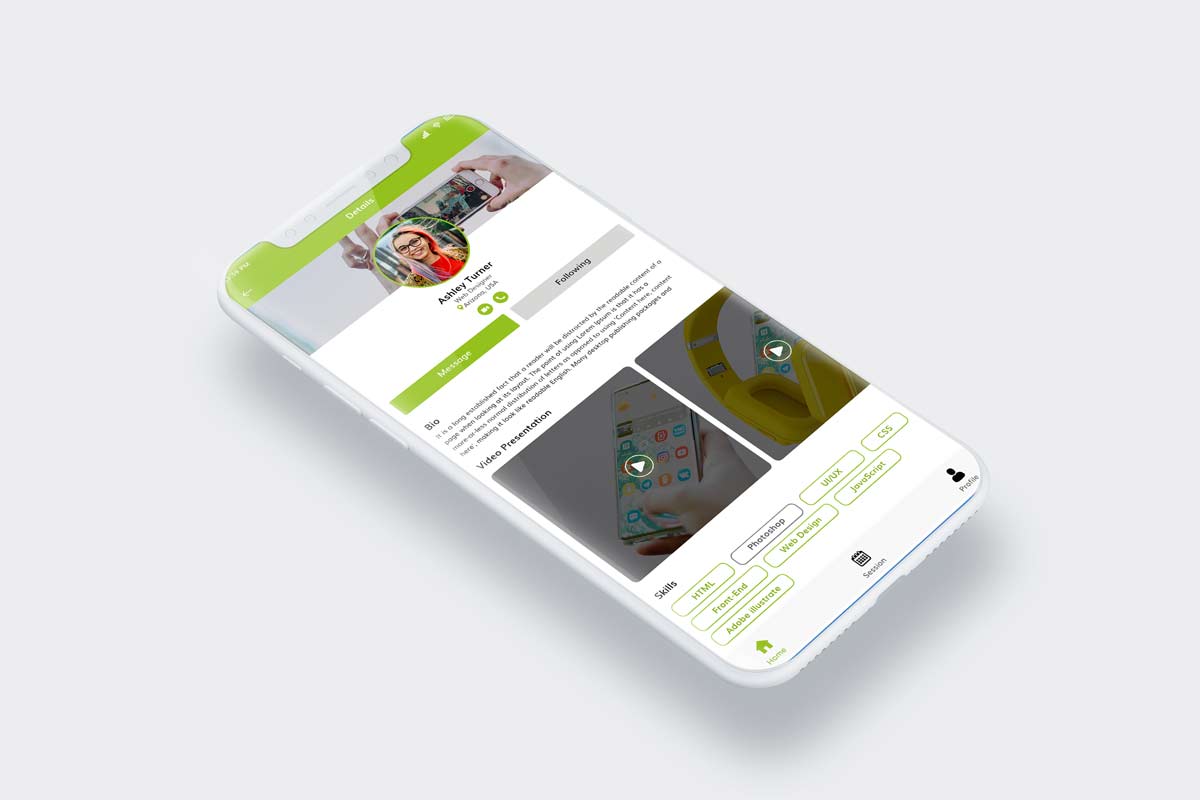 Details
Ashley Turner
Web Designer
Arizona, USA
Message
Following
Bio
It is a long established fact that a reader will be distracted by the readable content of a
page when looking at its layout. The point of using Lorem Ipsum is that it has a
more-or-less normal distribution of letters as opposed to using 'Content here, content
here', making it look like readable English. Many desktop publishing packages and
Video Presentation
Skills
HTML
Photoshop
UI/UX
CSS
Front-End
Web Design
JavaScript
Adobe illustrate
Home
Session
Profile